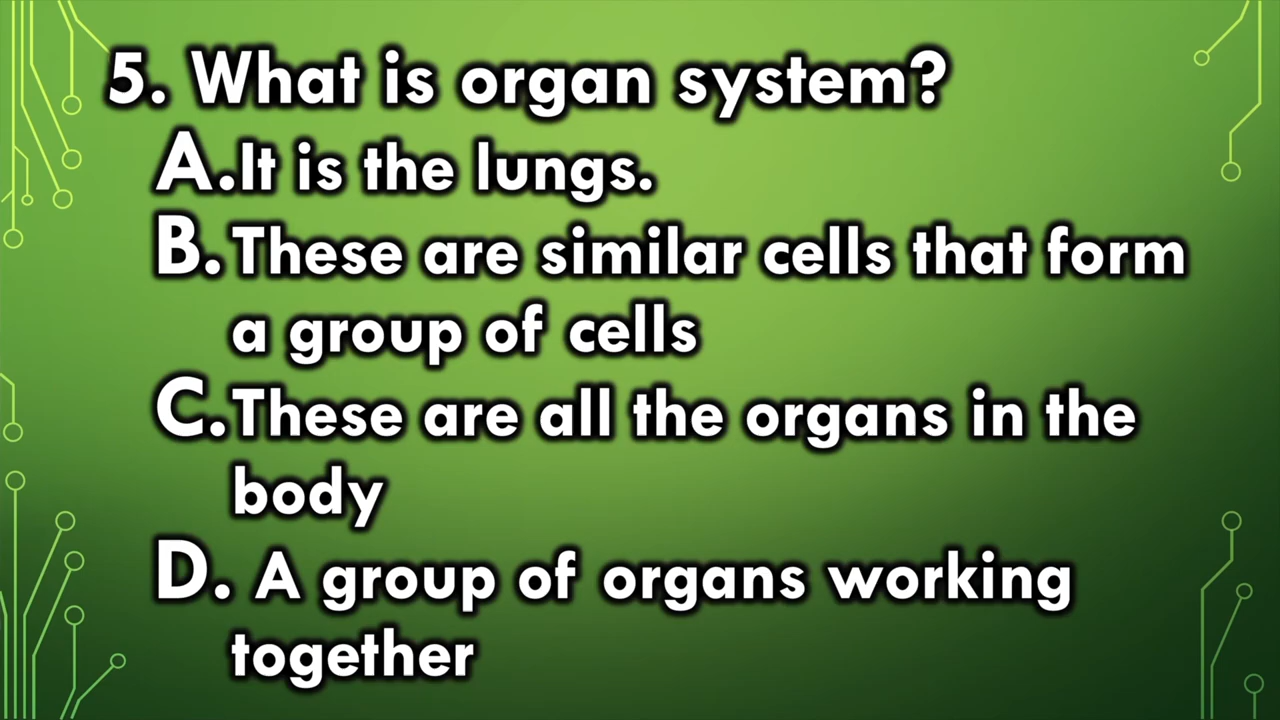 5. What is organ system?
A.It is the lungs.
B.These are similar cells that form
a group of cells
C.These are all the organs in the
body
D. A group of organs working
together